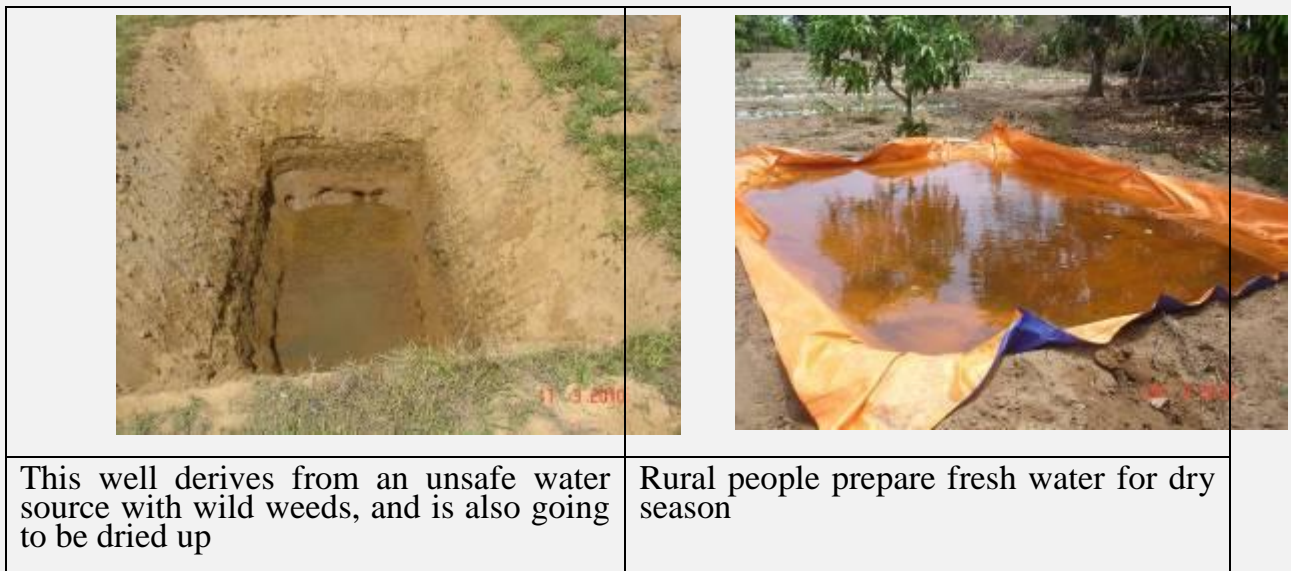 11 3.2010
This well derives from an unsafe water
source with wild weeds, and is also going
to be dried up
Rural people prepare fresh water for dry
season